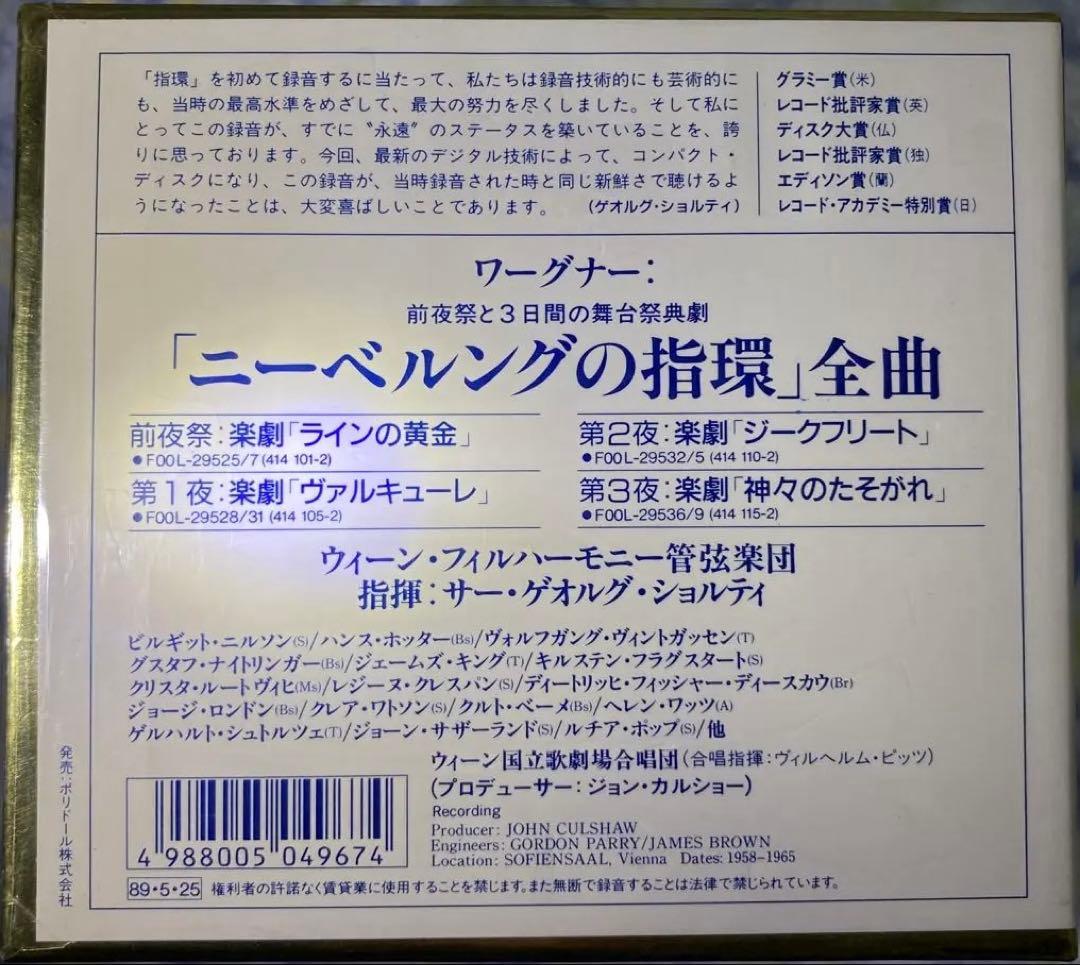 「指環」を初めて録音するに当たって、私たちは録音技術的にも芸術的に
も、当時の最高水準をめざして、最大の努力を尽くしました。そして私に
とってこの録音が、すでに〝永遠〟のステータスを築いていることを、誇
りに思っております。今回、最新のデジタル技術によって、コンパクト・
ディスクになり、この録音が、当時録音された時と同じ新鮮さで聴けるよ
うになったことは、大変喜ばしいことであります。 (ゲオルグ・ショルティ)
グラミー賞(米)
レコード批評家賞(英)
ディスク大賞(仏)
レコード批評家賞(独)
エディソン賞(蘭)
レコード・アカデミー特別賞(日)
ワーグナー:
前夜祭と3日間の舞台祭典劇
「ニーベルングの指環」全曲
前夜祭:楽劇「ラインの黄金」
●F00L-29525/7 (414 101-2)
第1夜:楽劇「ヴァルキューレ」
●F00L-29528/31 (414 105-2)
第2夜:楽劇「ジークフリート」
●F00L-29532/5 (414 110-2)
第3夜:楽劇「神々のたそがれ」
●F00L-29536/9 (414 115-2)
ウィーン・フィルハーモニー管弦楽団
指揮:サー・ゲオルグ・ショルティ
ビルギット・ニルソン(S)/ハンス・ホッター(Bs)/ヴォルフガング・ヴィントガッセン(T)
グスタフ・ナイトリンガー(Bs)/ジェームズ・キング(T)/キルステン・フラグスタート(S)
クリスタ・ルートヴィヒ(Ms)/レジーヌ・クレスパン(S)/ディートリッヒ・フィッシャー・ディースカウ(Br)
ジョージ・ロンドン(Bs)/クレア・ワトソン(S)/クルト・ベーメ(Bs)/ヘレン・ワッツ(A)
ゲルハルト・シュトルツェ(T)/ジョーン・サザーランド(S)/ルチア・ポップ(S)/他
ウィーン国立歌劇場合唱団(合唱指揮:ヴィルヘルム・ピッツ)
(プロデューサー:ジョン・カルショー)
Recording
Producer: JOHN CULSHAW
Engineers: GORDON PARRY/JAMES BROWN
Location: SOFIENSAAL, Vienna Dates: 1958-1965
4 988005 049674
89・5・25 権利者の許諾なく賃貸業に使用することを禁じます。また無断で録音することは法律で禁じられています。
発売:ポリドール株式会社